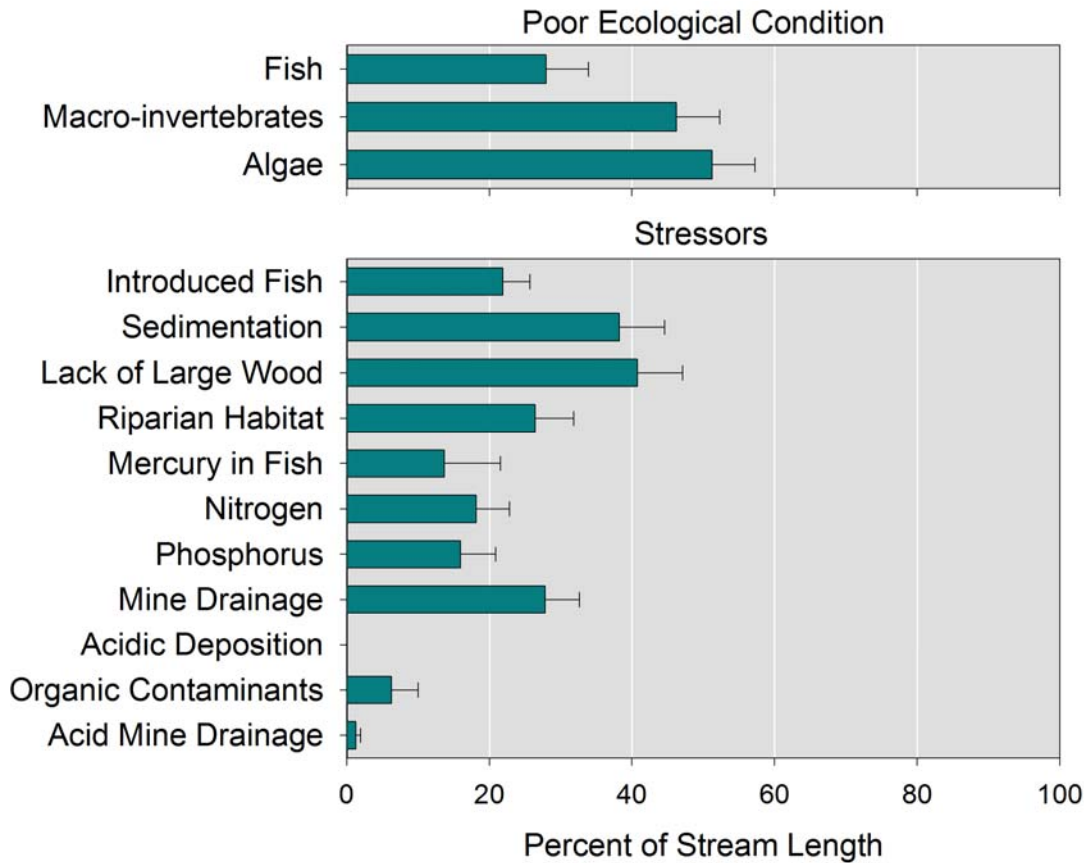 Poor Ecological Condition
Fish
Macro-invertebrates
Algae
Stressors
Introduced Fish
Sedimentation
Lack of Large Wood
Riparian Habitat
Mercury in Fish
Nitrogen
Phosphorus
Mine Drainage
Acidic Deposition
Organic Contaminants
Acid Mine Drainage
0 20 40 60 80 100
Percent of Stream Length